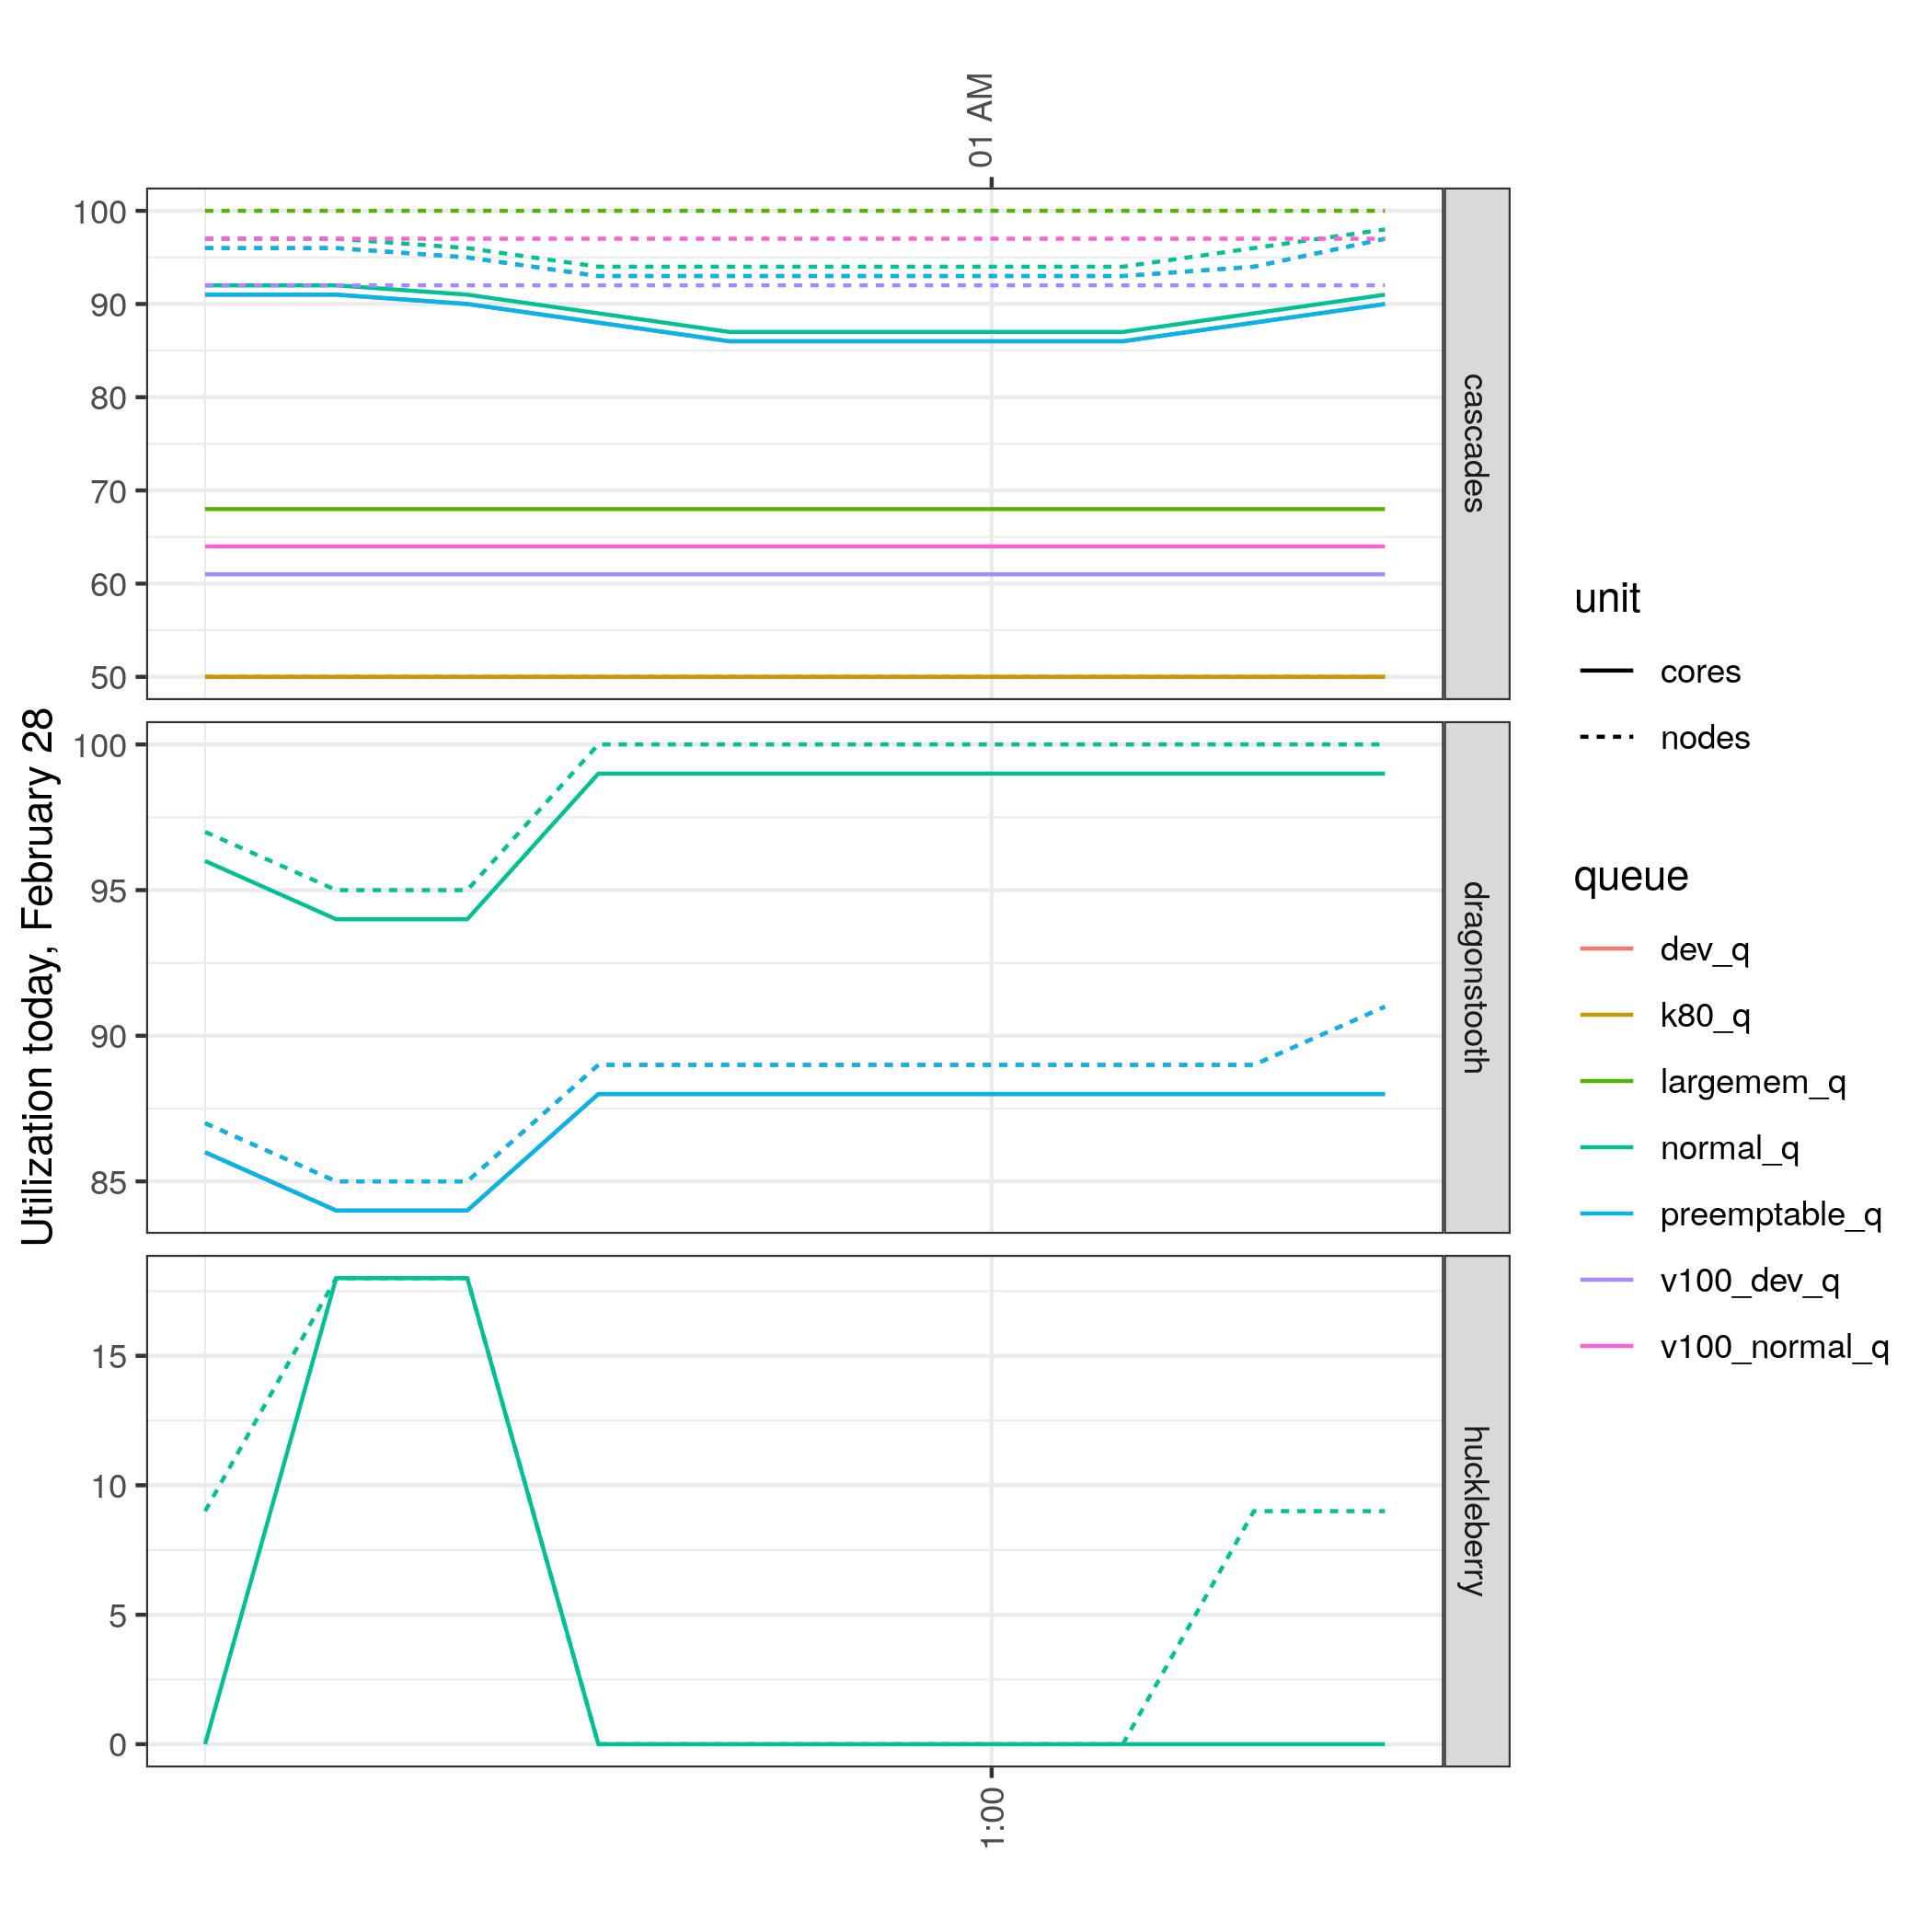 01 AM
Utilization today, February 28
100
90
80
70
60
50
cascades
100
95
90
85
dragonstooth
15
10
5
0
huckleberry
1:00
unit
cores
nodes
queue
dev_q
k80_q
largemem_q
normal_q
preemptable_q
v100_dev_q
v100_normal_q